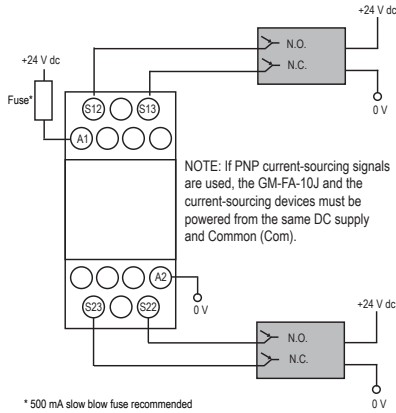 +24 V dc
N.O.
N.C.
0 V
+24 V dc
Fuse*
S12
S13
A1
NOTE: If PNP current-sourcing signals
are used, the GM-FA-10J and the
current-sourcing devices must be
powered from the same DC supply
and Common (Com).
A2
S23
S22
0 V
+24 V dc
N.O.
N.C.
0 V
* 500 mA slow blow fuse recommended